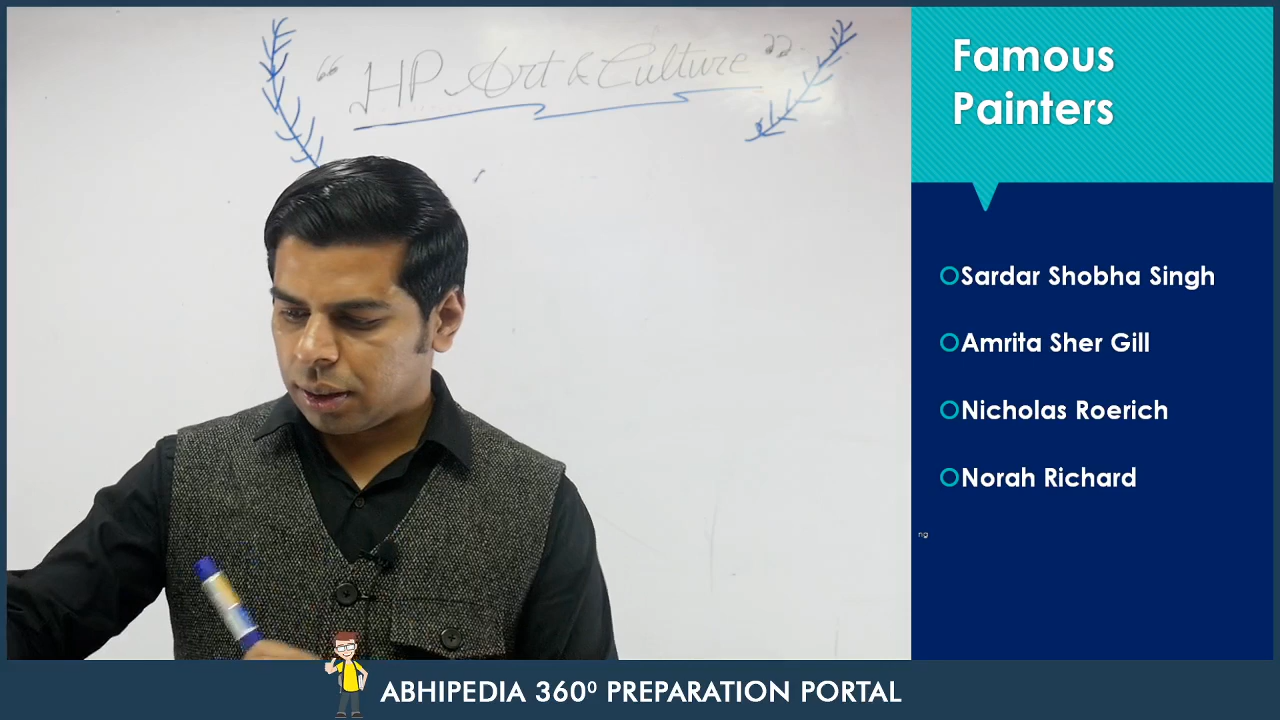 “ HP Art & Culture ”
Famous
Painters
Sardar Shobha Singh
Amrita Sher Gill
Nicholas Roerich
Norah Richard
ng
ABHIPEDIA 360⁰ PREPARATION PORTAL